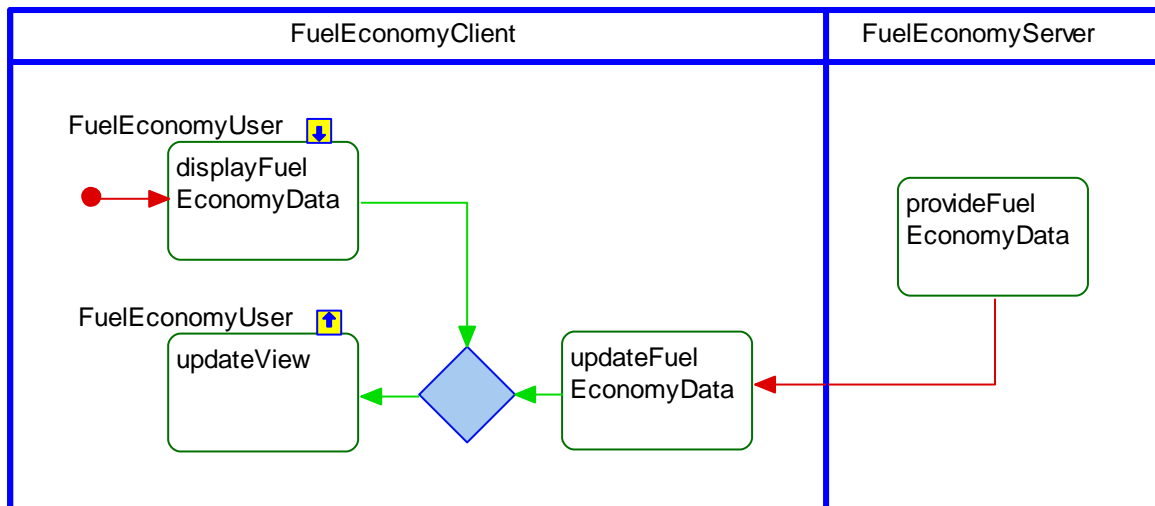 FuelEconomyClient
FuelEconomyServer
FuelEconomyUser
displayFuel
EconomyData
provideFuel
EconomyData
FuelEconomyUser
updateView
updateFuel
EconomyData